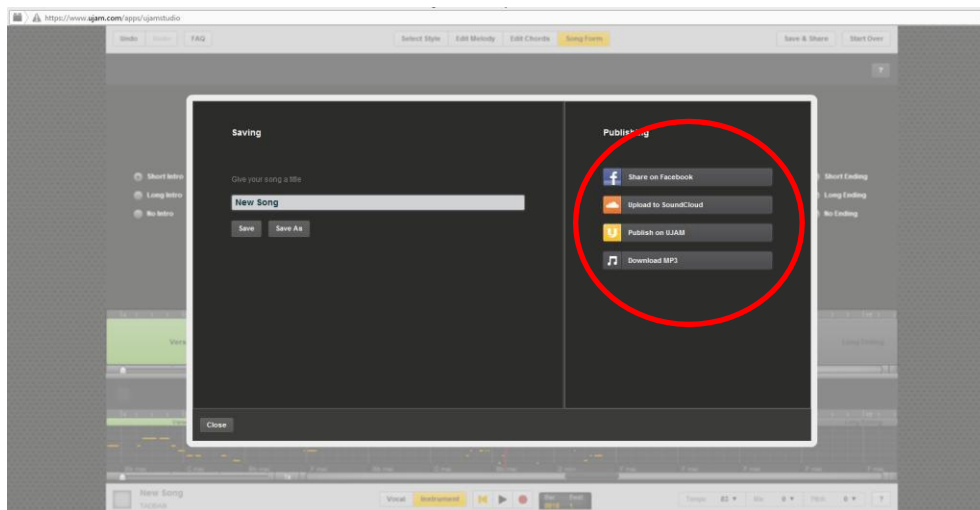 https://www.ujam.com/apps/ujamstudio
Undo
FAQ
Select Style
Edit Melody
Edit Chords
Song Form
Save & Share
Start Over
?
Saving
Publishing
Give your song a title
New Song
Save
Save As
Share on Facebook
Upload to SoundCloud
Publish on UJAM
Download MP3
Short Intro
Long Intro
No Intro
Short Ending
Long Ending
No Ending
Close
New Song
Vocal
Instrument
Tempo
Pitch
?